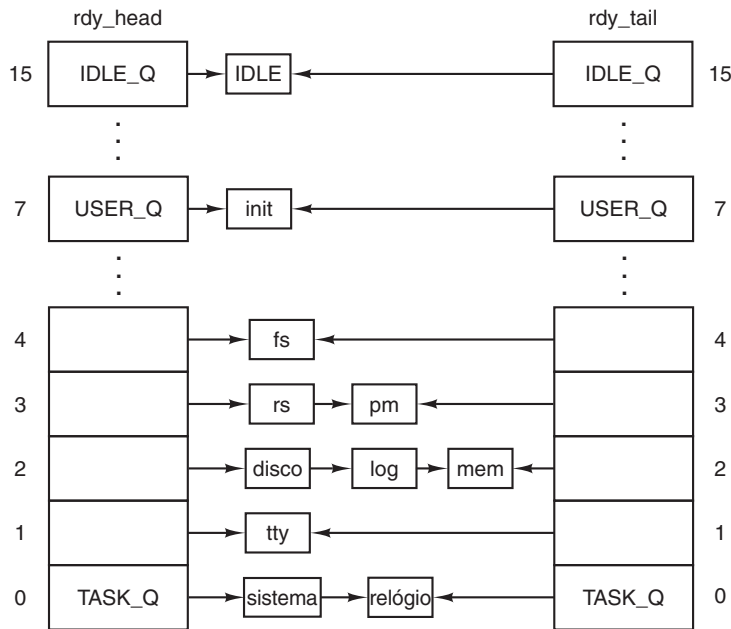 rdy_head rdy_tail
15 IDLE_Q IDLE IDLE_Q 15
7 USER_Q init USER_Q 7
4 fs 4
3 rs pm 3
2 disco log mem 2
1 tty 1
0 TASK_Q sistema relógio TASK_Q 0